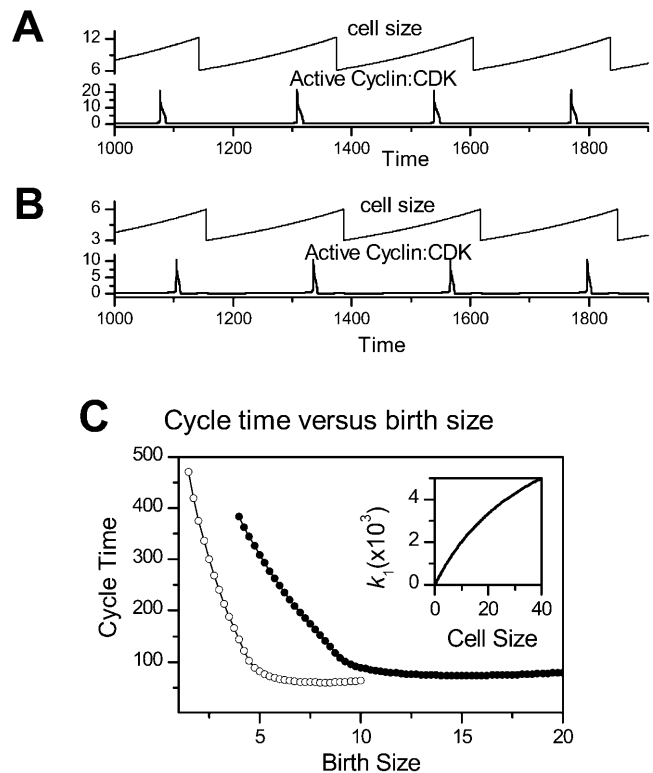 A
cell size
12
6
Active Cyclin:CDK
20
10
0
1000 1200 1400 1600 1800
Time
B
cell size
6
3
Active Cyclin:CDK
10
5
0
1000 1200 1400 1600 1800
Time
C Cycle time versus birth size
500
400
300
200
100
Cycle Time
5 10 15 20
Birth Size
k₁(x10³)
4
2
0
0 20 40
Cell Size